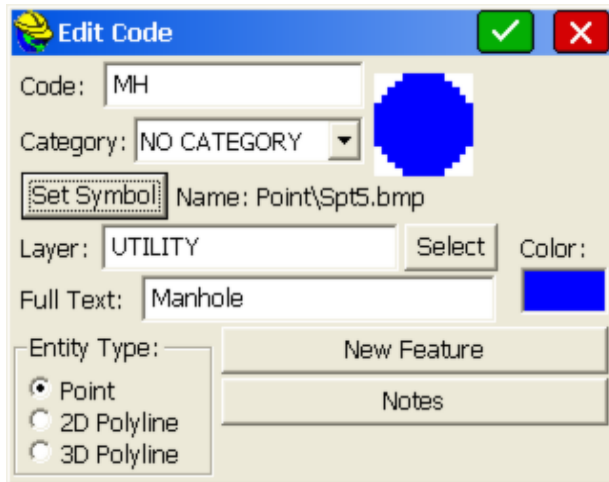 Edit Code
Code: MH
Category: NO CATEGORY
Set Symbol Name: Point\Spt5.bmp
Layer: UTILITY Select Color:
Full Text: Manhole
Entity Type: New Feature
Point Notes
2D Polyline
3D Polyline